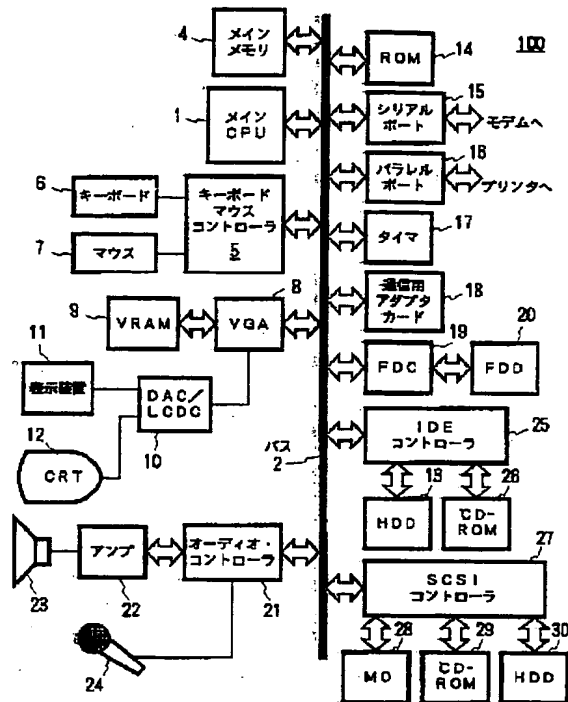 100
4
メイン
メモリ
1
メイン
CPU
6
キーボード
7
マウス
キーボード
マウス
コントローラ
5
9
VRAM
8
VGA
11
表示装置
DAC/
LCDC
10
12
CRT
バス
2
23
アンプ
22
オーディオ・
コントローラ
21
24
ROM
14
シリアル
ポート
15
モデムへ
パラレル
ポート
16
プリンタへ
タイマ
17
通信用
アダプタ
カード
18
FDC
19
FDD
20
IDE
コントローラ
25
HDD
13
CD-
ROM
26
SCSI
コントローラ
27
MO
28
CD-
ROM
29
HDD
30